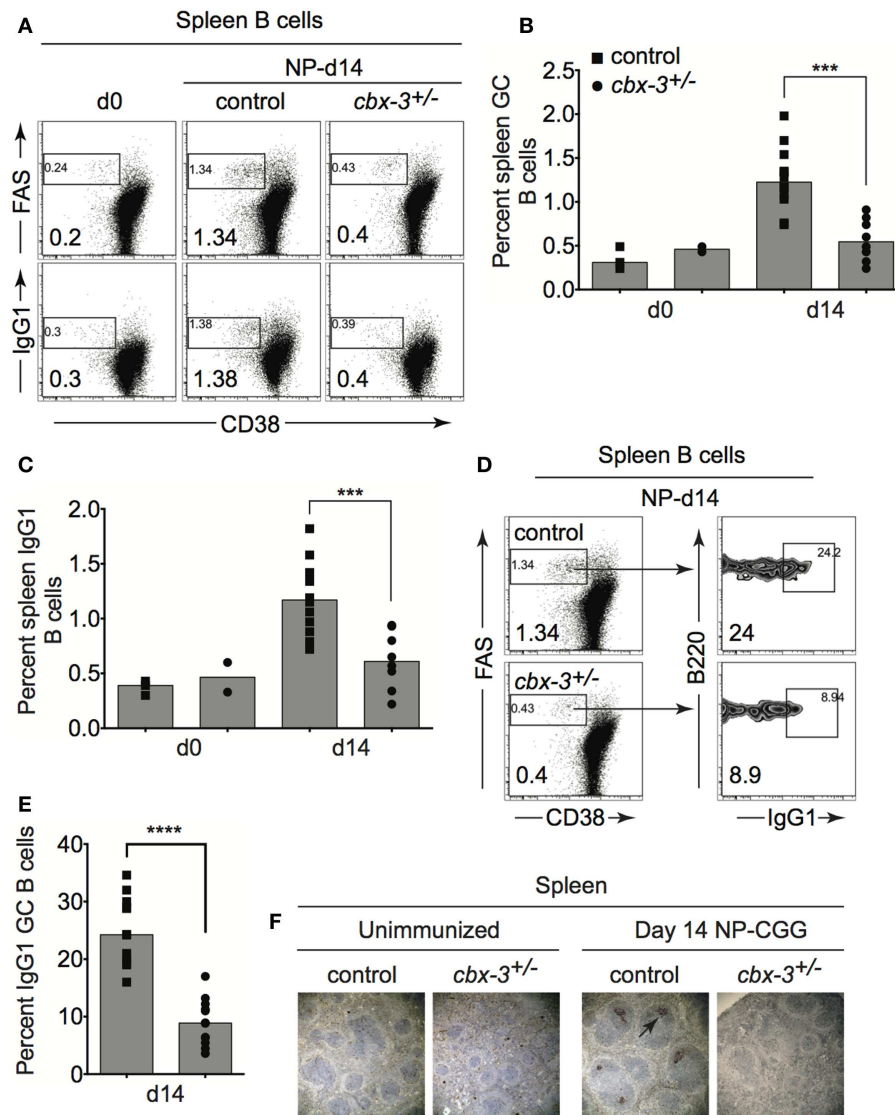 A
Spleen B cells
NP-d14
d0
control
cbx-3+/-
FAS
0.24
0.2
1.34
1.34
0.43
0.4
IgG1
0.3
0.3
1.38
1.38
0.39
0.4
CD38
B
control
cbx-3+/-
***
Percent spleen GC
B cells
2.5
2.0
1.5
1.0
0.5
0.0
d0
d14
C
***
Percent spleen IgG1
B cells
2.0
1.5
1.0
0.5
0.0
d0
d14
D
Spleen B cells
NP-d14
control
1.34
1.34
24.2
24
cbx-3+/-
0.43
0.4
8.94
8.9
FAS
B220
CD38
IgG1
E
****
Percent IgG1 GC B cells
40
30
20
10
0
d14
F
Spleen
Unimmunized
Day 14 NP-CGG
control
cbx-3+/-
control
cbx-3+/-